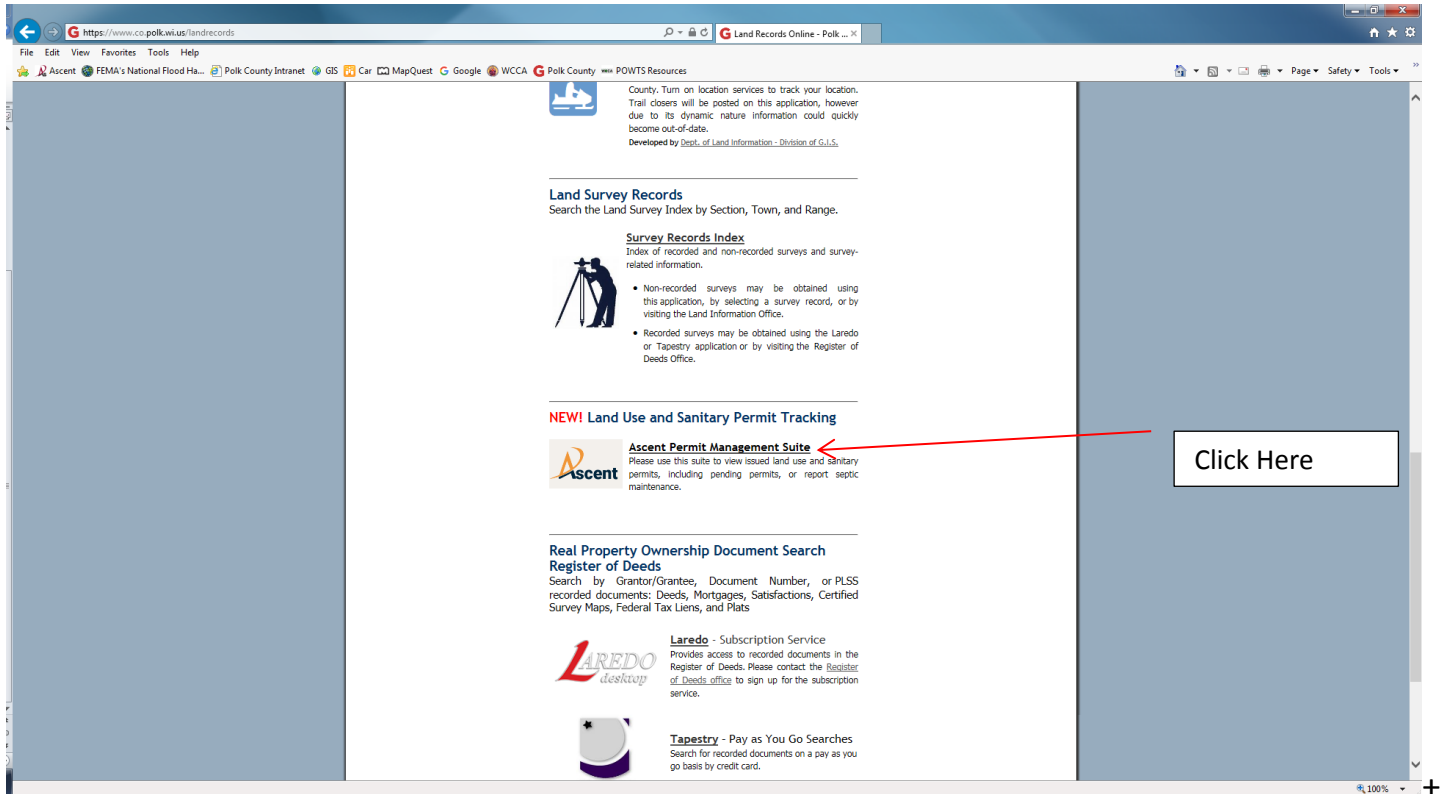 https://www.co.polk.wi.us/landrecords
Land Records Online - Polk ...
File Edit View Favorites Tools Help
Ascent FEMA's National Flood Ha... Polk County Intranet GIS Car MapQuest Google WCCA Polk County POWTS Resources
Page Safety Tools
County. Turn on location services to track your location.
Trail closers will be posted on this application, however
due to its dynamic nature information could quickly
become out-of-date.
Developed by Dept. of Land Information - Division of G.I.S.
Land Survey Records
Search the Land Survey Index by Section, Town, and Range.
Survey Records Index
Index of recorded and non-recorded surveys and survey-
related information.
• Non-recorded surveys may be obtained using
this application, by selecting a survey record, or by
visiting the Land Information Office.
• Recorded surveys may be obtained using the Laredo
or Tapestry application or by visiting the Register of
Deeds Office.
NEW! Land Use and Sanitary Permit Tracking
Ascent
Ascent Permit Management Suite
Please use this suite to view issued land use and sanitary
permits, including pending permits, or report septic
maintenance.
Click Here
Real Property Ownership Document Search
Register of Deeds
Search by Grantor/Grantee, Document Number, or PLSS
recorded documents: Deeds, Mortgages, Satisfactions, Certified
Survey Maps, Federal Tax Liens, and Plats
LAREDO
desktop
Laredo - Subscription Service
Provides access to recorded documents in the
Register of Deeds. Please contact the Register
of Deeds office to sign up for the subscription
service.
Tapestry - Pay as You Go Searches
Search for recorded documents on a pay as you
go basis by credit card.
100%
+